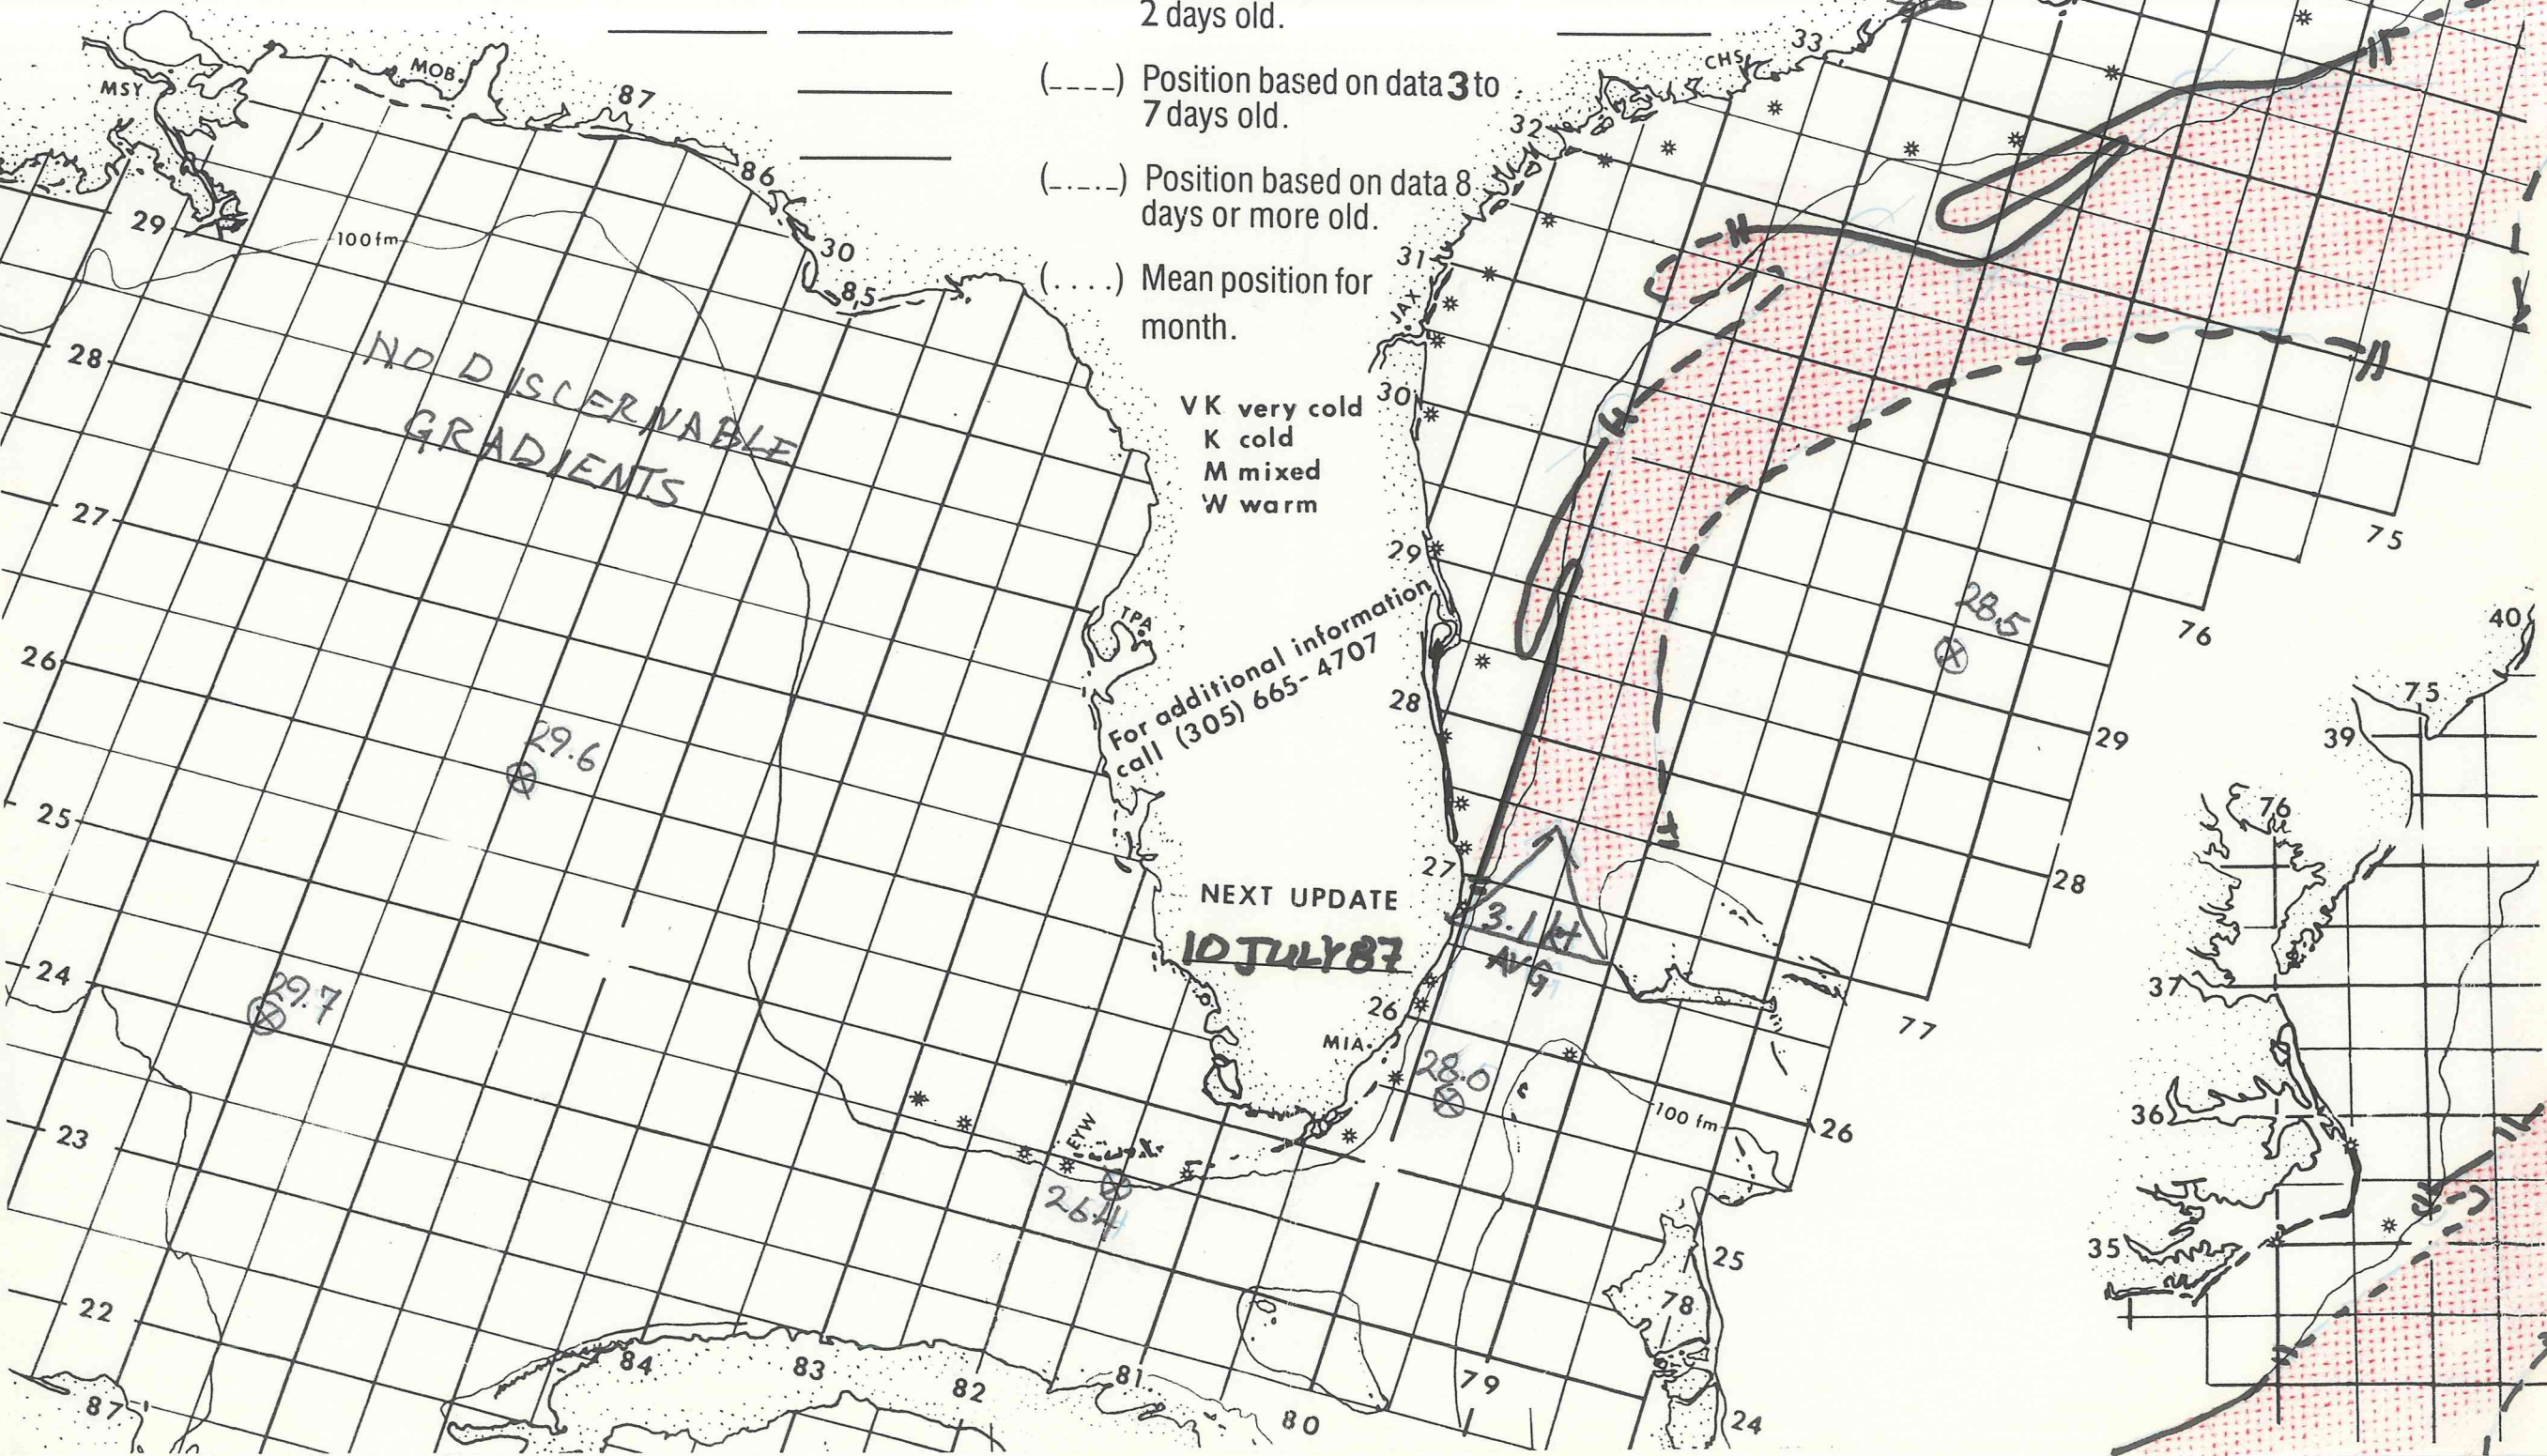 2 days old.
(----) Position based on data 3 to
7 days old.
(_._._) Position based on data 8
days or more old.
(....) Mean position for
month.
VK very cold
K cold
M mixed
W warm
For additional information
call (305) 665-4707
NEXT UPDATE
10 JULY 87
NO DISCERNABLE
GRADIENTS
MSY
MOB
87
86
30
85
29
100 fm
28
27
26
25
24
23
22
87
29.6
29.7
TPA
EYW
26.4
MIA
84
83
82
81
80
79
78
CHS
33
32
31
JAX
30
29
28
27
26
3.1 kt
AVG
28.0
28.5
100 fm
75
76
29
28
77
26
25
24
40
75
39
76
37
36
35